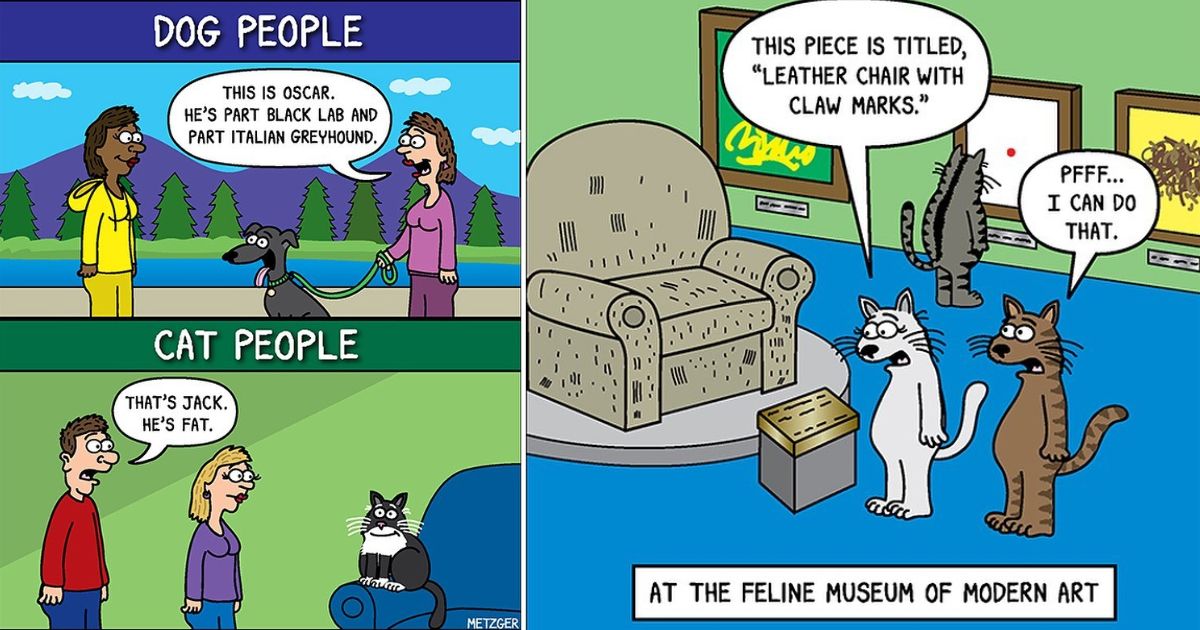 DOG PEOPLE
THIS IS OSCAR.
HE'S PART BLACK LAB AND
PART ITALIAN GREYHOUND.
CAT PEOPLE
THAT'S JACK.
HE'S FAT.
METZGER
THIS PIECE IS TITLED,
"LEATHER CHAIR WITH
CLAW MARKS."
PFFF...
I CAN DO
THAT.
AT THE FELINE MUSEUM OF MODERN ART